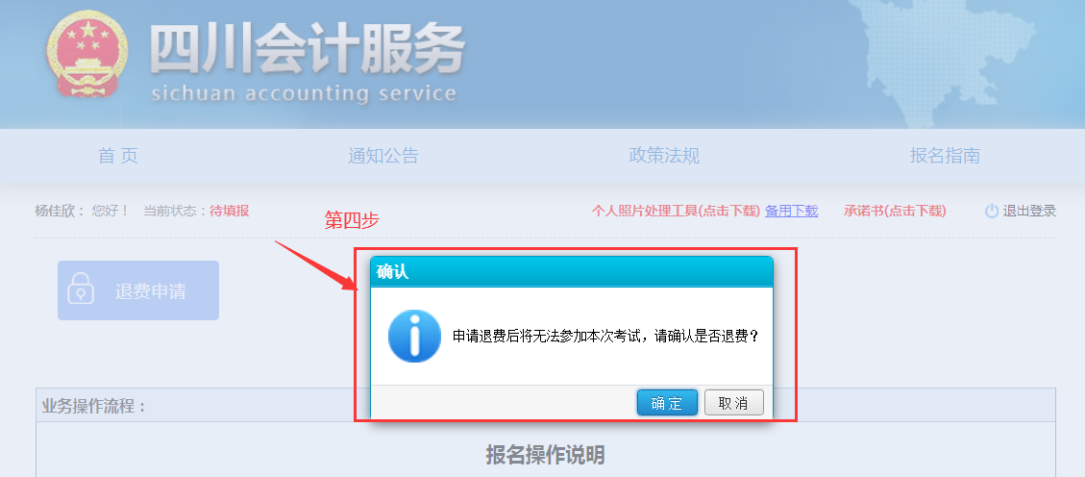 四川会计服务
sichuan accounting service
首 页 通知公告 政策法规 报名指南
杨佳欣： 您好！ 当前状态：待填报 个人照片处理工具(点击下载) 备用下载 承诺书(点击下载) 退出登录
第四步
确认
退费申请
申请退费后将无法参加本次考试，请确认是否退费？
确定 取消
业务操作流程：
报名操作说明